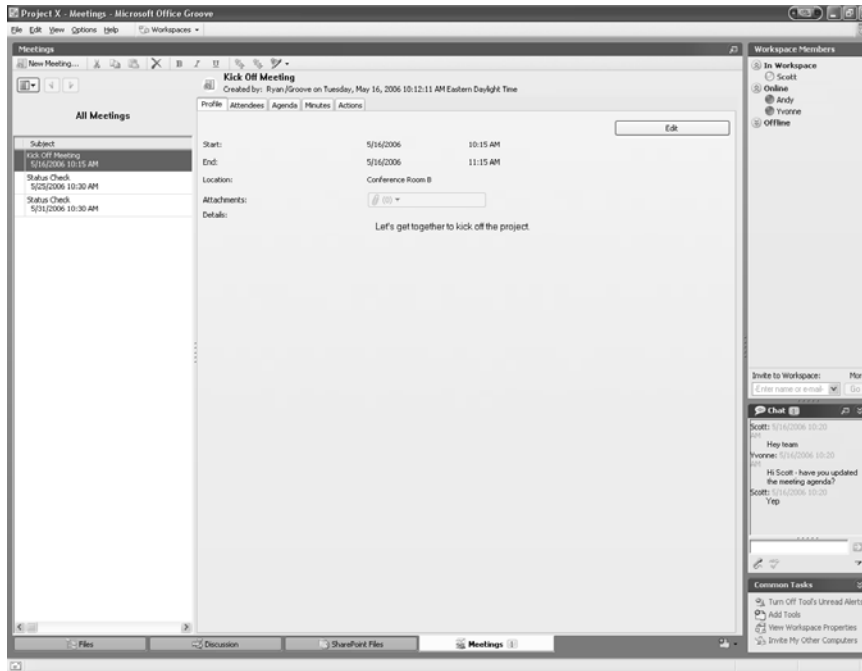 Project X - Meetings - Microsoft Office Groove
File Edit View Options Help Workspaces
Meetings
New Meeting... B I U
Kick Off Meeting
Created by: Ryan /Groove on Tuesday, May 16, 2006 10:12:11 AM Eastern Daylight Time
All Meetings
Profile Attendees Agenda Minutes Actions
Edit
Subject
Kick Off Meeting
5/16/2006 10:15 AM
Status Check
5/25/2006 10:30 AM
Status Check
5/31/2006 10:30 AM
Start: 5/16/2006 10:15 AM
End: 5/16/2006 11:15 AM
Location: Conference Room B
Attachments: (0)
Details:
Let's get together to kick off the project.
Workspace Members
In Workspace
Scott
Online
Andy
Yvonne
Offline
Invite to Workspace: Mor
Enter name or e-mail Go
Chat
Scott: 5/16/2006 10:20
AM
Hey team
Yvonne: 5/16/2006 10:20
AM
Hi Scott - have you updated
the meeting agenda?
Scott: 5/16/2006 10:20
Yep
Common Tasks
Turn Off Tool's Unread Alerts
Add Tools
View Workspace Properties
Invite My Other Computers
Files Discussion SharePoint Files Meetings